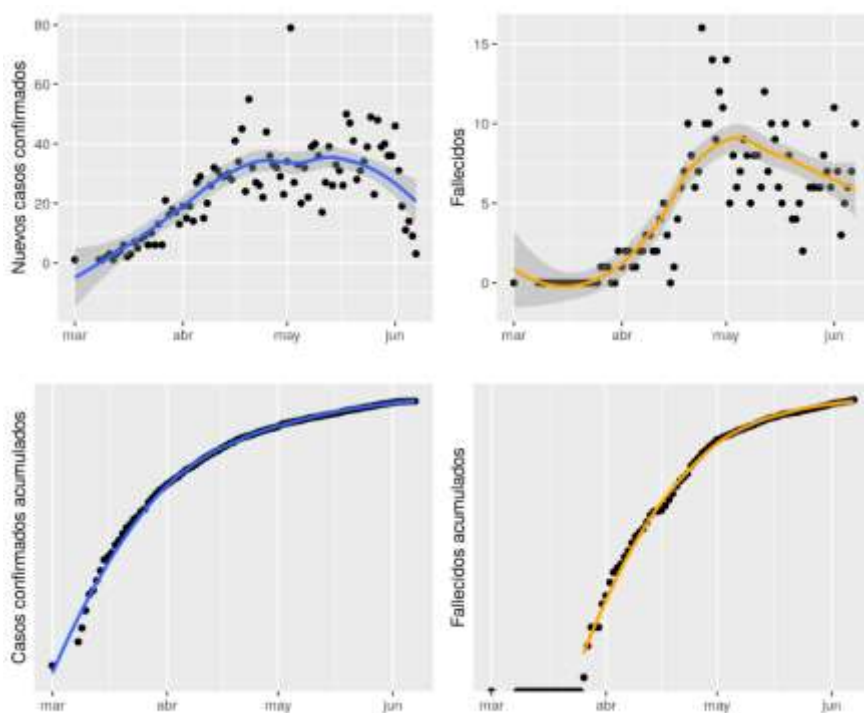 Nuevos casos confirmados
80
60
40
20
0
mar abr may jun
Fallecidos
15
10
5
0
mar abr may jun
Casos confirmados acumulados
mar abr may jun
Fallecidos acumulados
mar abr may jun